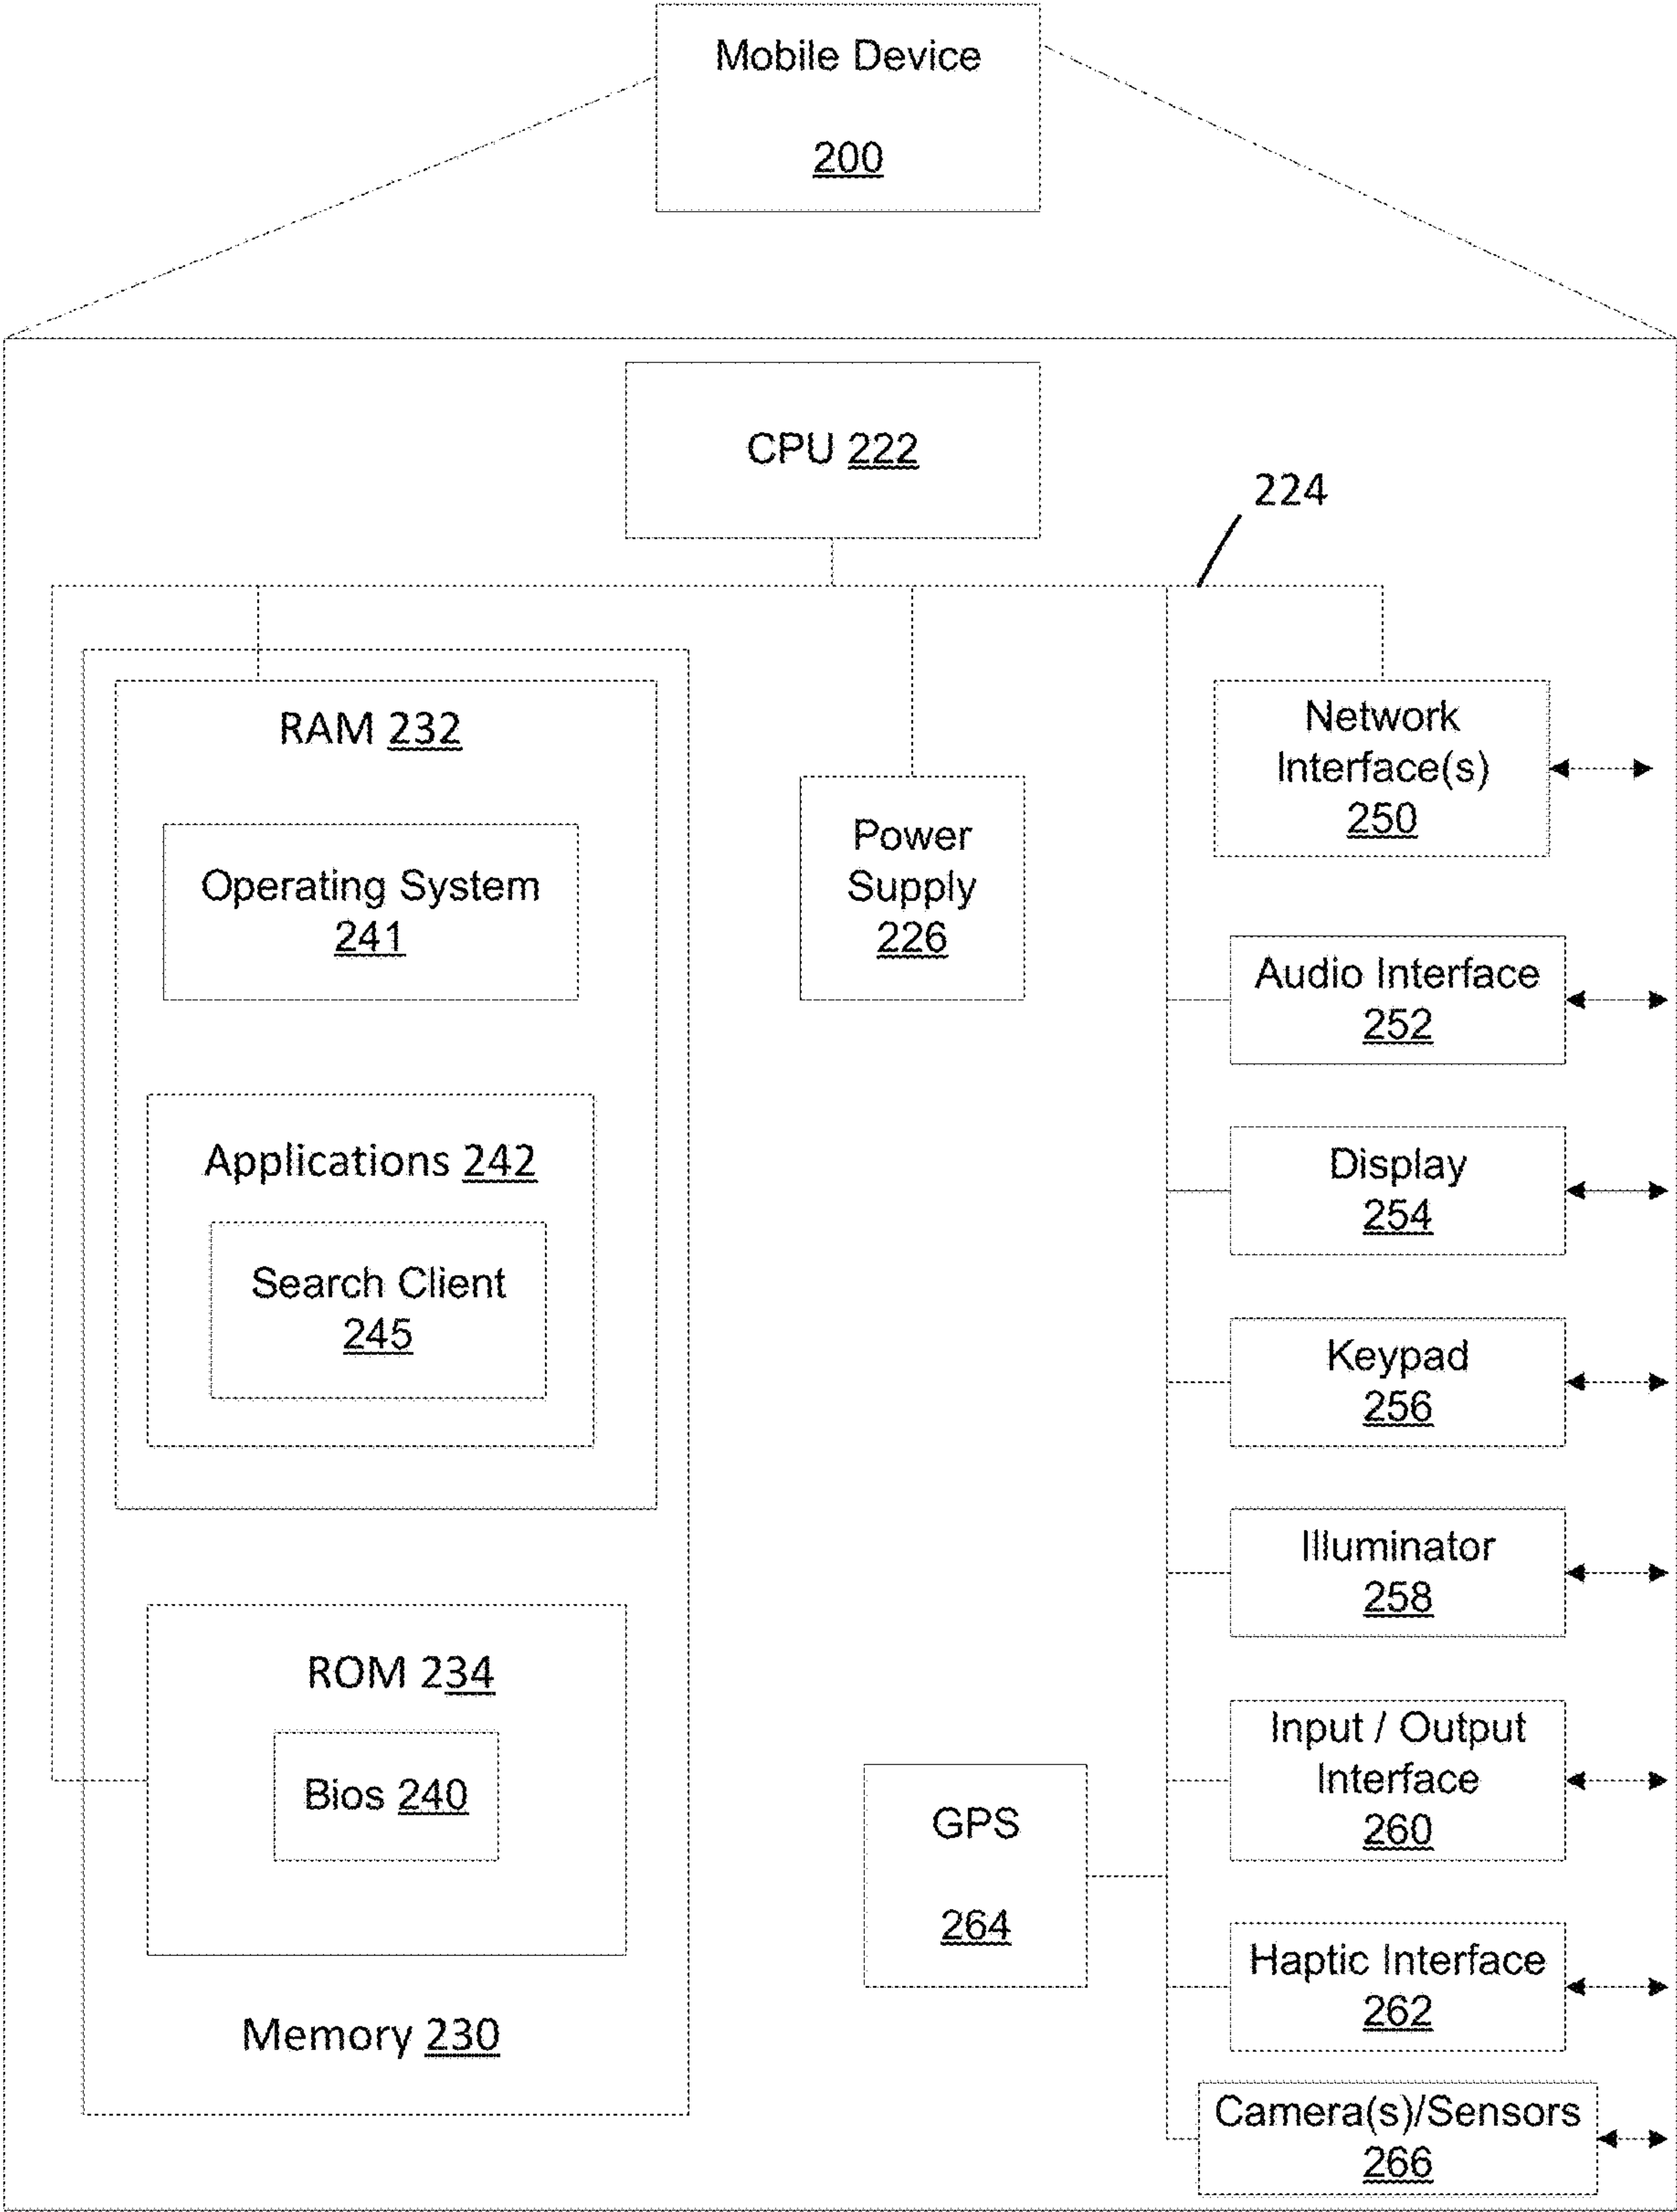 Mobile Device
200
CPU 222
224
RAM 232
Operating System
241
Applications 242
Search Client
245
ROM 234
Bios 240
Memory 230
Power
Supply
226
GPS
264
Network
Interface(s)
250
Audio Interface
252
Display
254
Keypad
256
Illuminator
258
Input / Output
Interface
260
Haptic Interface
262
Camera(s)/Sensors
266